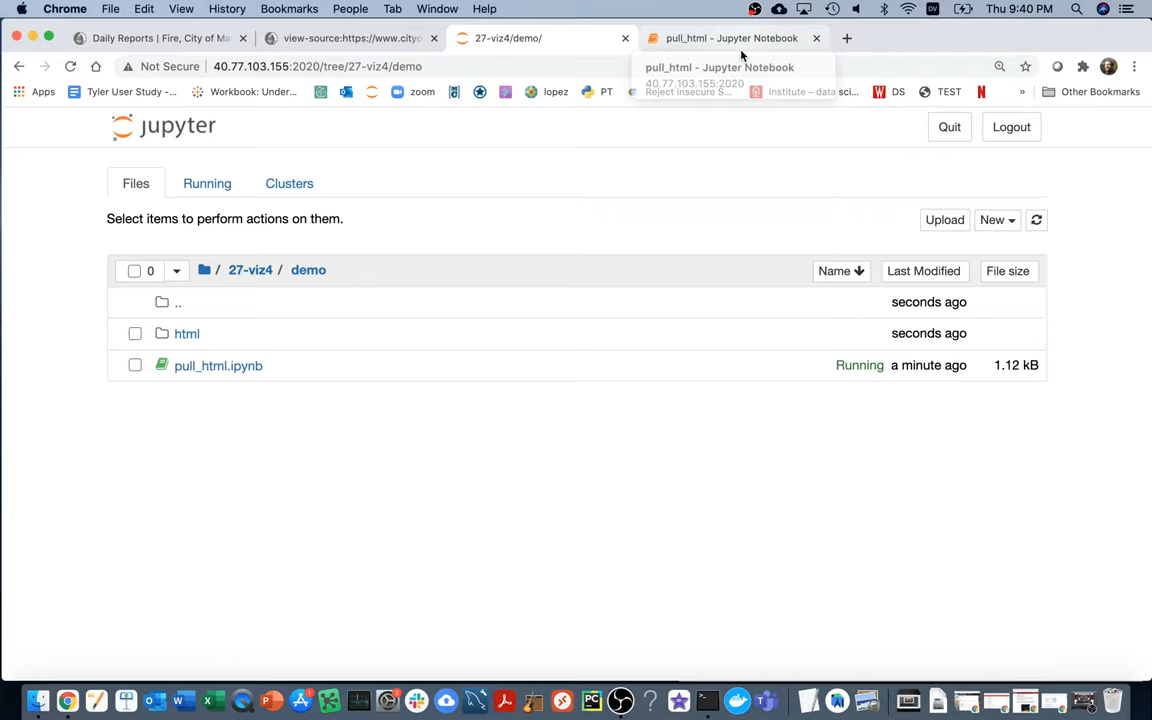 Chrome File Edit View History Bookmarks People Tab Window Help DV Thu 9:40 PM
Daily Reports | Fire, City of Ma
view-source:https://www.cityo
27-viz4/demo/
pull_html - Jupyter Notebook
Not Secure 40.77.103.155:2020/tree/27-viz4/demo
pull_html - Jupyter Notebook
40.77.103.155:2020
Apps Tyler User Study -... Workbook: Under... zoom lopez PT Reject insecure S... Institute – data sci... DS TEST » Other Bookmarks
jupyter
Quit Logout
Files Running Clusters
Select items to perform actions on them.
Upload New
0 / 27-viz4 / demo Name Last Modified File size
.. seconds ago
html seconds ago
pull_html.ipynb Running a minute ago 1.12 kB